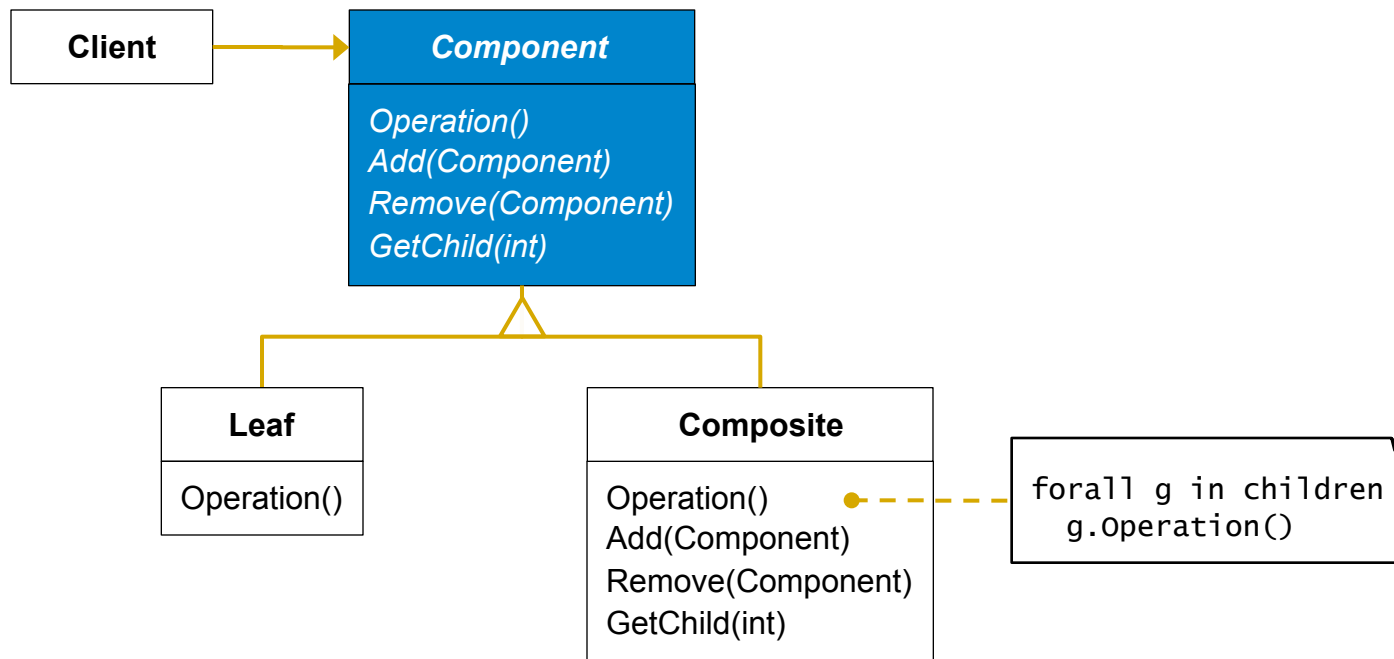 Client
Component
Operation()
Add(Component)
Remove(Component)
GetChild(int)
Leaf
Operation()
Composite
Operation()
Add(Component)
Remove(Component)
GetChild(int)
forall g in children
g.Operation()